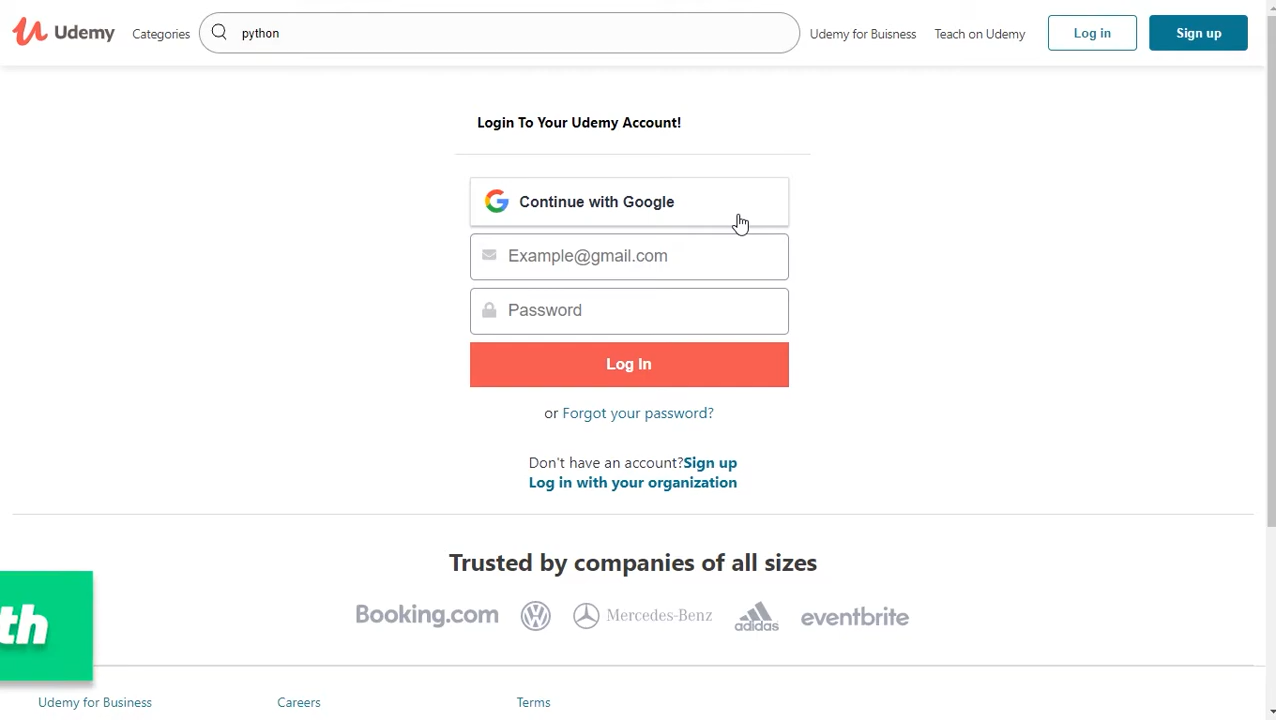 Udemy Categories python Udemy for Buisness Teach on Udemy Log in Sign up
Login To Your Udemy Account!
Continue with Google
Example@gmail.com
Password
Log In
or Forgot your password?
Don't have an account?Sign up
Log in with your organization
Trusted by companies of all sizes
Booking.com Mercedes-Benz adidas eventbrite
th
Udemy for Business Careers Terms